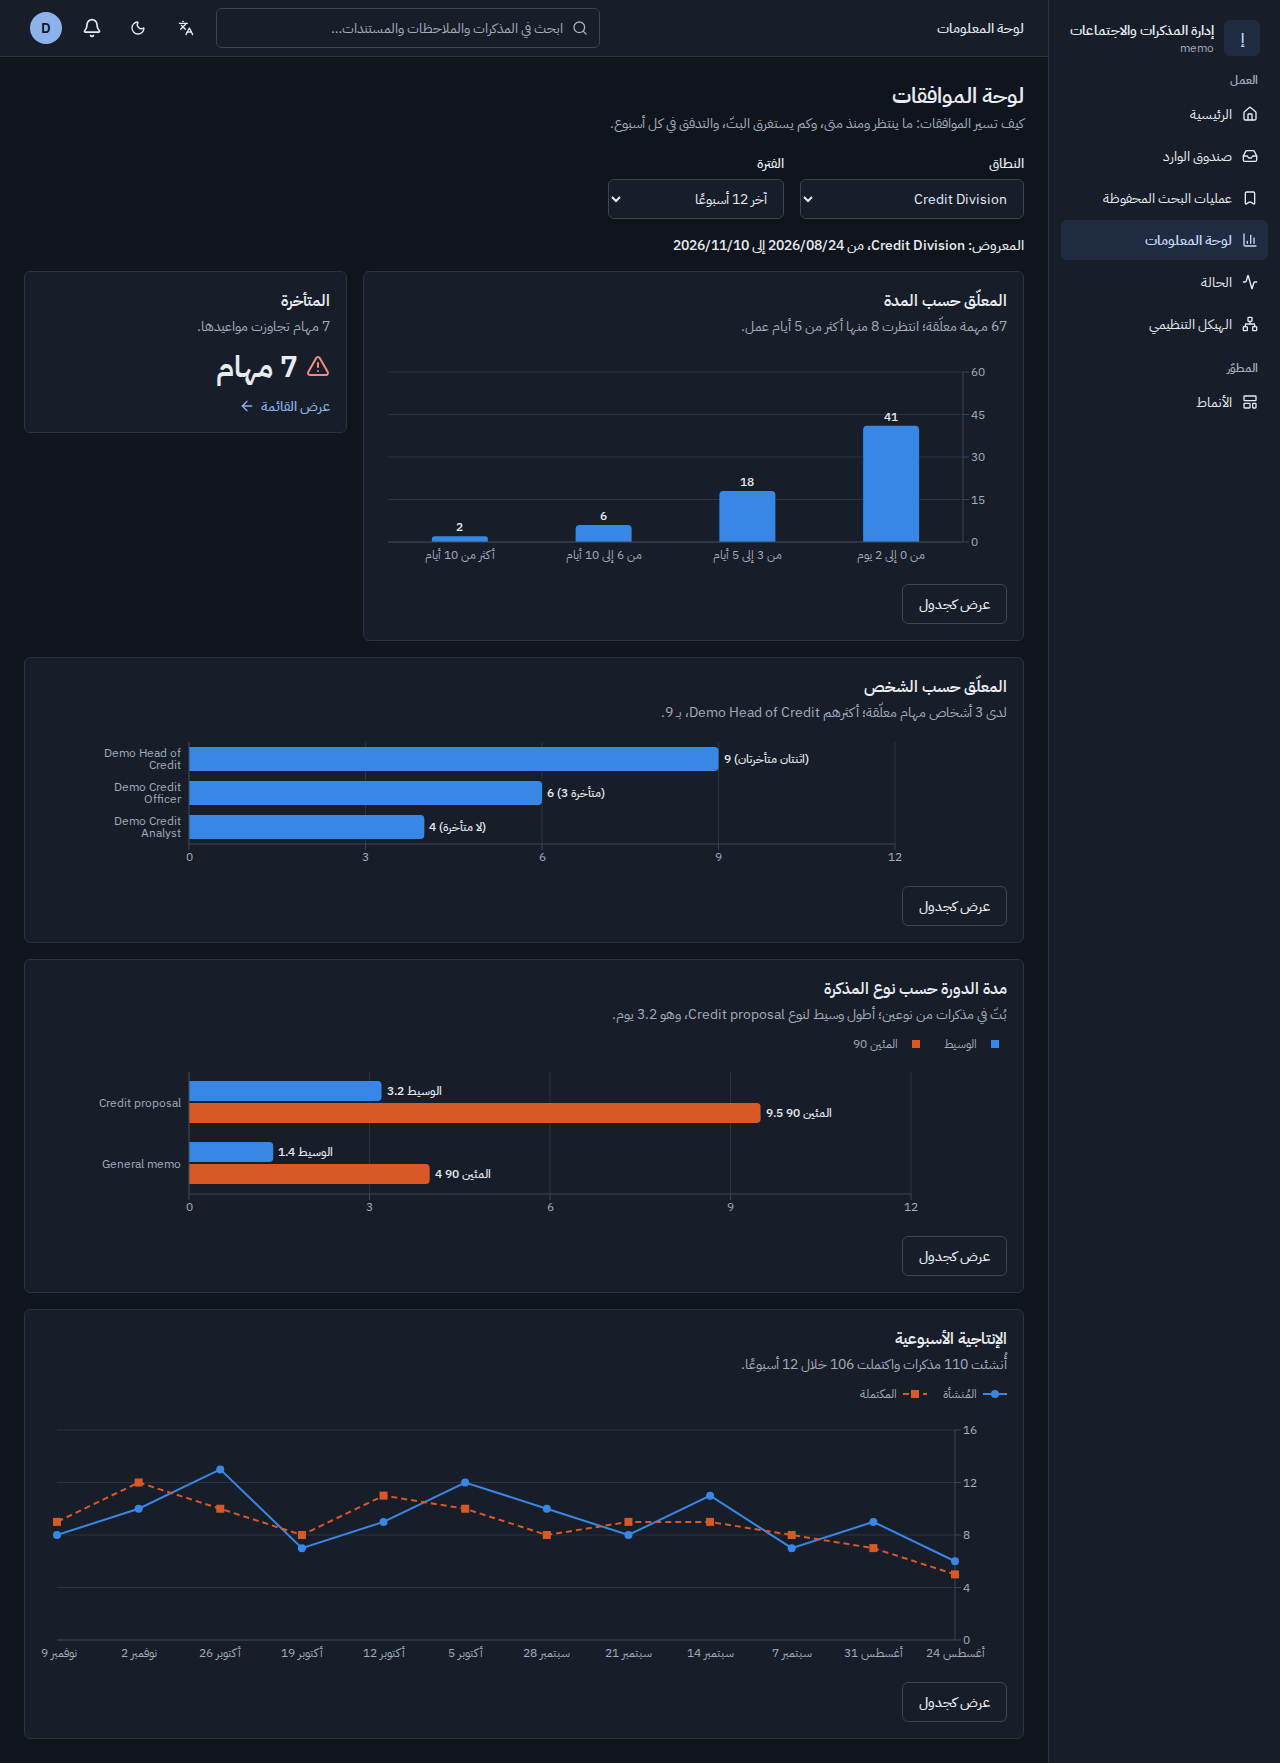 إدارة المذكرات والاجتماعات
memo
إ
العمل
الرئيسية
صندوق الوارد
عمليات البحث المحفوظة
لوحة المعلومات
الحالة
الهيكل التنظيمي
المطوّر
الأنماط
لوحة المعلومات
ابحث في المذكرات والملاحظات والمستندات...
D
لوحة الموافقات
كيف تسير الموافقات: ما ينتظر ومنذ متى، وكم يستغرق البتّ، والتدفق في كل أسبوع.
النطاق
Credit Division
الفترة
آخر 12 أسبوعًا
المعروض: Credit Division، من 2026/08/24 إلى 2026/11/10
المعلّق حسب المدة
67 مهمة معلّقة؛ انتظرت 8 منها أكثر من 5 أيام عمل.
60
45
30
15
0
41
18
6
2
من 0 إلى 2 يوم
من 3 إلى 5 أيام
من 6 إلى 10 أيام
أكثر من 10 أيام
عرض كجدول
المتأخرة
7 مهام تجاوزت مواعيدها.
7 مهام
عرض القائمة
المعلّق حسب الشخص
لدى 3 أشخاص مهام معلّقة؛ أكثرهم Demo Head of Credit، بـ 9.
Demo Head of
Credit
9 (اثنتان متأخرتان)
Demo Credit
Officer
6 (3 متأخرة)
Demo Credit
Analyst
4 (لا متأخرة)
0
3
6
9
12
عرض كجدول
مدة الدورة حسب نوع المذكرة
بُتّ في مذكرات من نوعين؛ أطول وسيط لنوع Credit proposal، وهو 3.2 يوم.
الوسيط
المئين 90
Credit proposal
الوسيط 3.2
المئين 90 9.5
General memo
الوسيط 1.4
المئين 90 4
0
3
6
9
12
عرض كجدول
الإنتاجية الأسبوعية
أُنشئت 110 مذكرات واكتملت 106 خلال 12 أسبوعًا.
المُنشأة
المكتملة
16
12
8
4
0
24 أغسطس
31 أغسطس
7 سبتمبر
14 سبتمبر
21 سبتمبر
28 سبتمبر
5 أكتوبر
12 أكتوبر
19 أكتوبر
26 أكتوبر
2 نوفمبر
9 نوفمبر
عرض كجدول